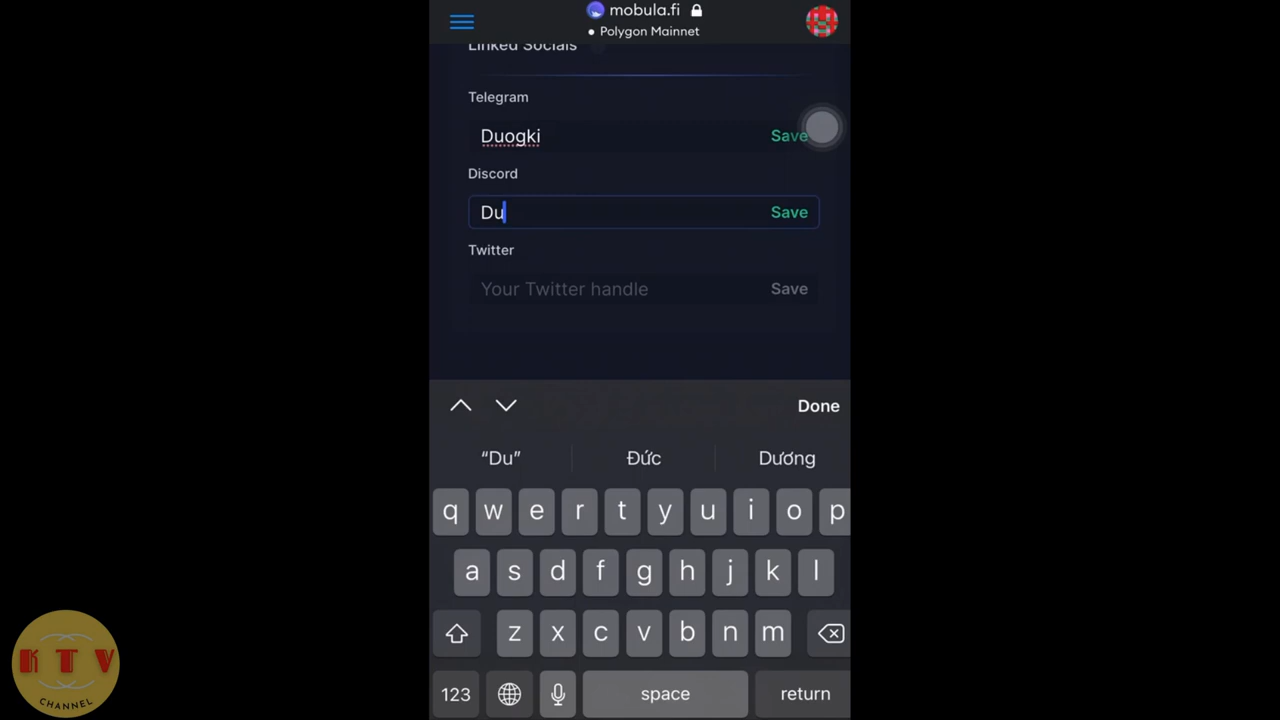 mobula.fi
Polygon Mainnet
Linked Socials
Telegram
Duogki
Save
Discord
Du
Save
Twitter
Your Twitter handle
Save
Done
“Du”
Đức
Dương
q w e r t y u i o p
a s d f g h j k l
z x c v b n m
123
space
return
KTV
CHANNEL